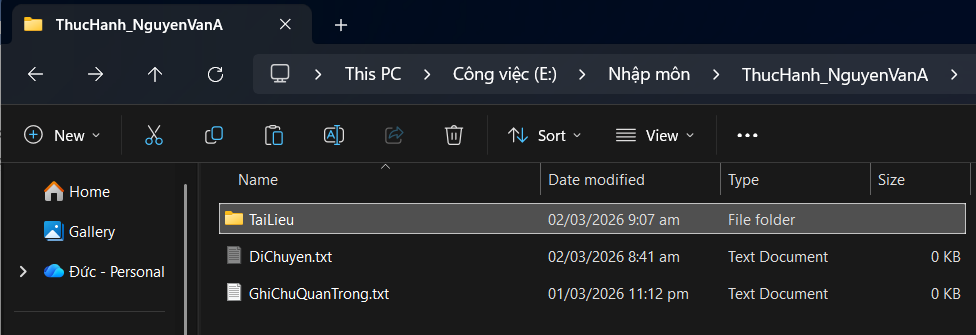 ThucHanh_NguyenVanA
This PC > Công việc (E:) > Nhập môn > ThucHanh_NguyenVanA >
New Sort View
Name Date modified Type Size
Home
Gallery
Đức - Personal
TaiLieu 02/03/2026 9:07 am File folder
DiChuyen.txt 02/03/2026 8:41 am Text Document 0 KB
GhiChuQuanTrong.txt 01/03/2026 11:12 pm Text Document 0 KB